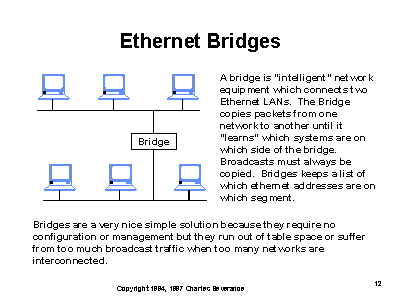 Ethernet Bridges
A bridge is "intelligent" network
equipment which connects two
Ethernet LANs.  The Bridge
copies packets from one
network to another until it
"learns" which systems are on
which side of the bridge.
Broadcasts must always be
copied.  Bridges keeps a list of
which ethernet addresses are on
which segment.
Bridge
Bridges are a very nice simple solution because they require no
configuration or management but they run out of table space or suffer
from too much broadcast traffic when too many networks are
interconnected.
Copyright 1994, 1997 Charles Severance
12